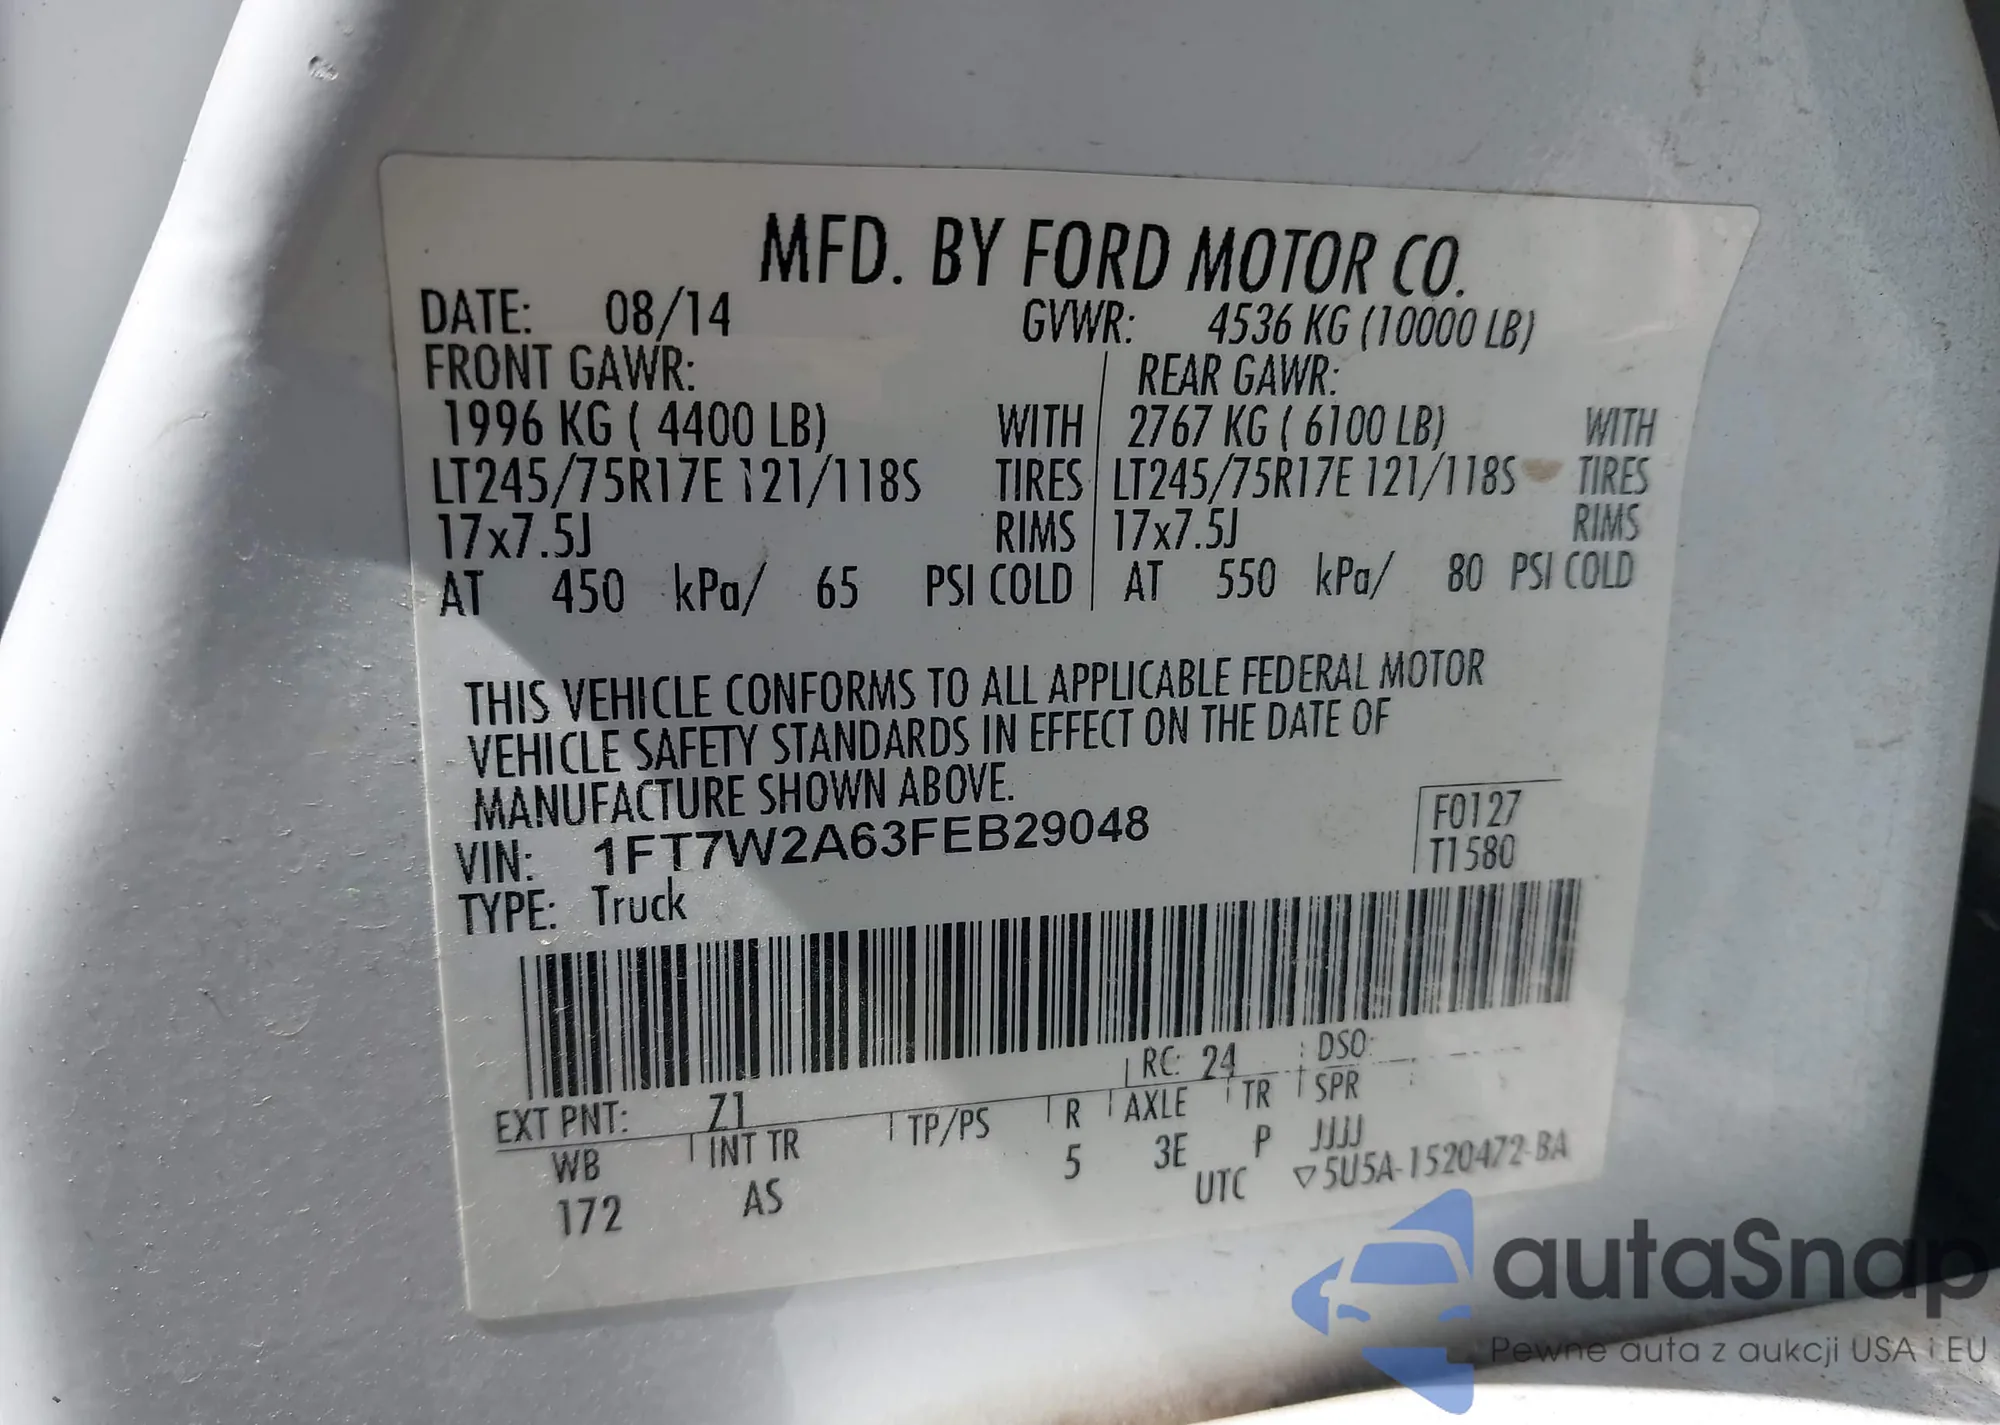 MFD. BY FORD MOTOR CO.
DATE: 08/14 GVWR: 4536 KG (10000 LB)
FRONT GAWR: REAR GAWR:
1996 KG ( 4400 LB) WITH 2767 KG ( 6100 LB) WITH
LT245/75R17E 121/118S TIRES LT245/75R17E 121/118S TIRES
17x7.5J RIMS 17x7.5J RIMS
AT 450 kPa/ 65 PSI COLD AT 550 kPa/ 80 PSI COLD
THIS VEHICLE CONFORMS TO ALL APPLICABLE FEDERAL MOTOR
VEHICLE SAFETY STANDARDS IN EFFECT ON THE DATE OF
MANUFACTURE SHOWN ABOVE.
VIN: 1FT7W2A63FEB29048 F0127
TYPE: Truck T1580
RC: 24 DSO:
EXT PNT: Z1
WB INT TR TP/PS R AXLE TR SPR
172 AS 5 3E P JJJJ
UTC ▽5U5A-1520472-BA
autaSnap
Pewne auta z aukcji USA i EU